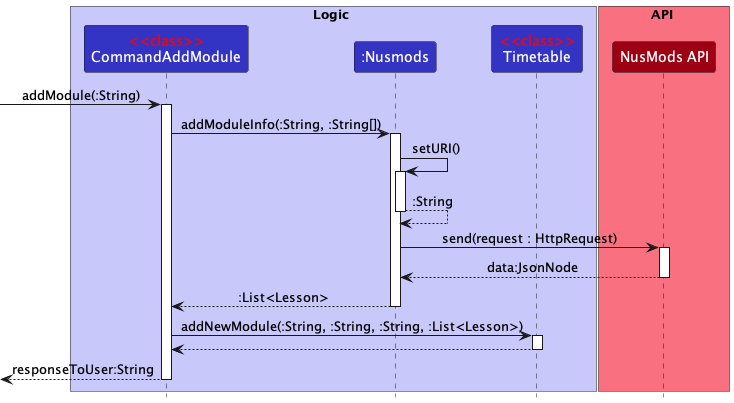 Logic
API
<<class>>
CommandAddModule
:Nusmods
<<class>>
Timetable
NusMods API
addModule(:String)
addModuleInfo(:String, :String[])
setURI()
:String
send(request : HttpRequest)
data:JsonNode
:List<Lesson>
addNewModule(:String, :String, :String, :List<Lesson>)
responseToUser:String